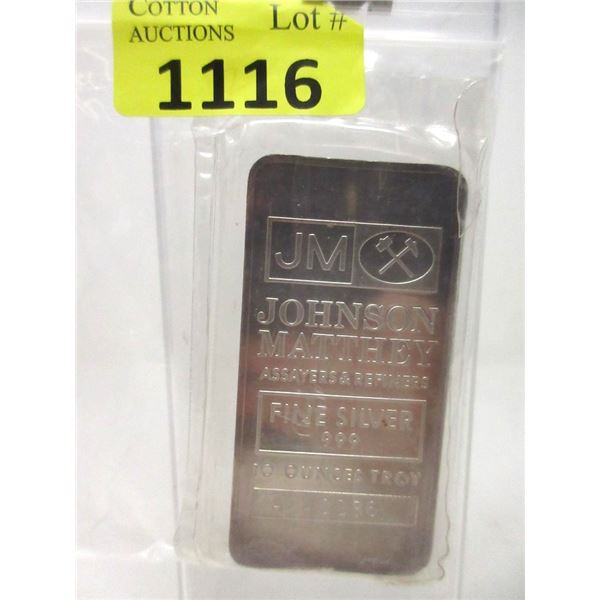 COTTON Lot #
AUCTIONS
1116
JM
JOHNSON
MATTHEY
ASSAYERS & REFINERS
FINE SILVER
999
10 OUNCES TROY